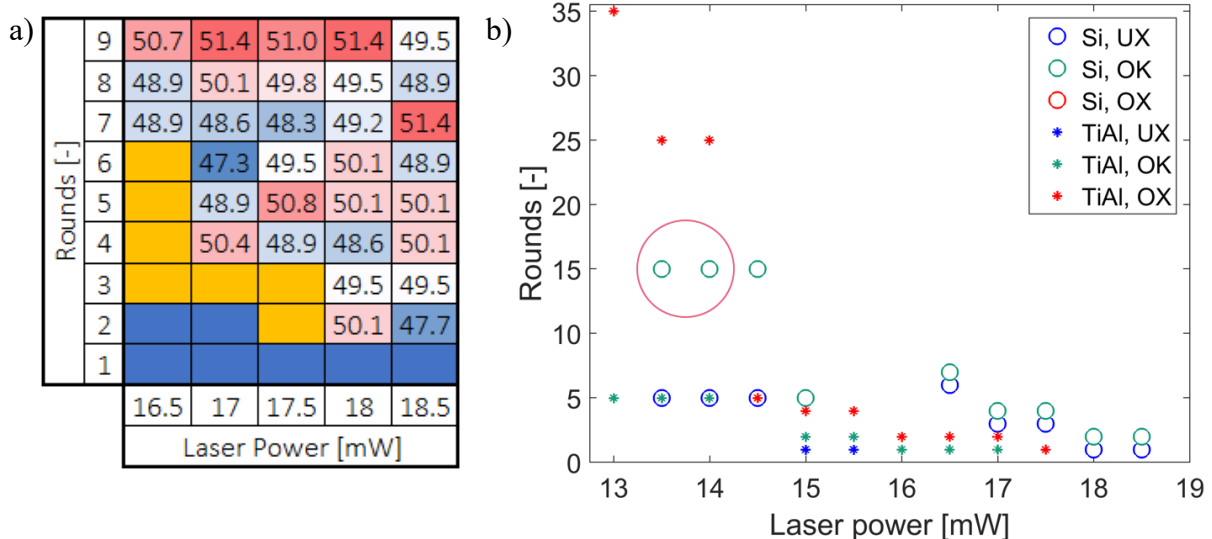 a)
Rounds [-]
9 50.7 51.4 51.0 51.4 49.5
8 48.9 50.1 49.8 49.5 48.9
7 48.9 48.6 48.3 49.2 51.4
6 47.3 49.5 50.1 48.9
5 48.9 50.8 50.1 50.1
4 50.4 48.9 48.6 50.1
3 49.5 49.5
2 50.1 47.7
1
16.5 17 17.5 18 18.5
Laser Power [mW]
b)
Rounds [-]
35
30
25
20
15
10
5
0
13 14 15 16 17 18 19
Laser power [mW]
Si, UX
Si, OK
Si, OX
TiAl, UX
TiAl, OK
TiAl, OX